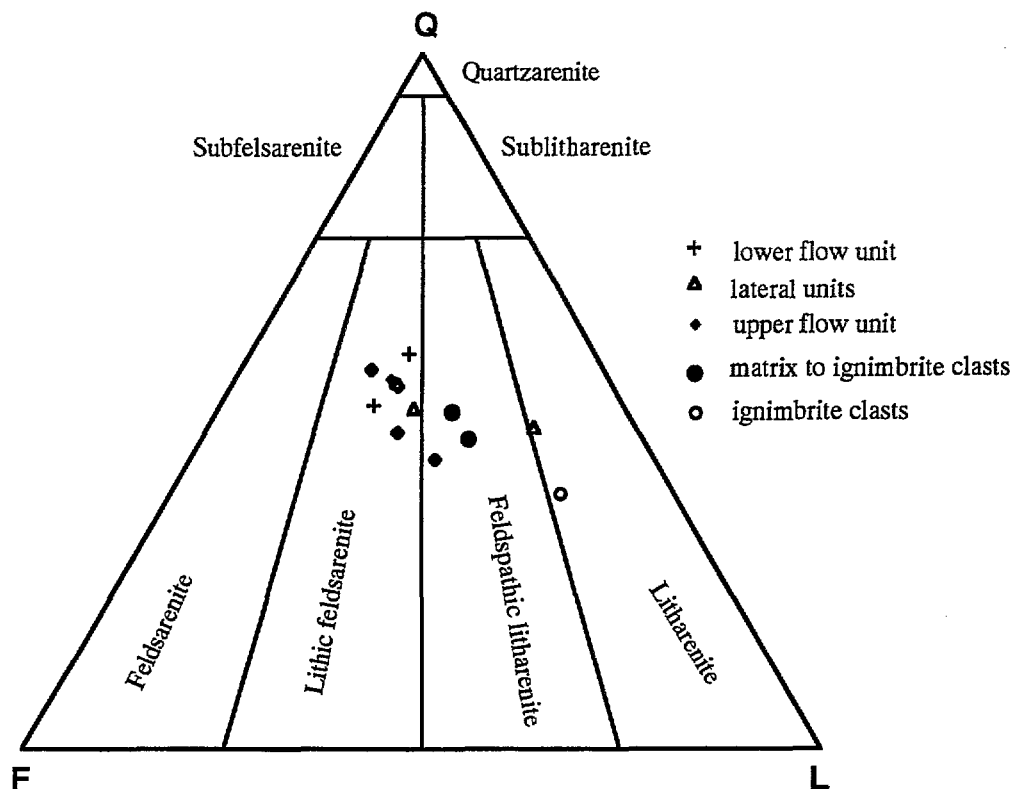 Q
Quartzarenite
Subfelsarenite
Sublitharenite
lower flow unit
lateral units
upper flow unit
matrix to ignimbrite clasts
ignimbrite clasts
Feldsarenite
Lithic feldsarenite
Feldspathic litharenite
Litharenite
F
L